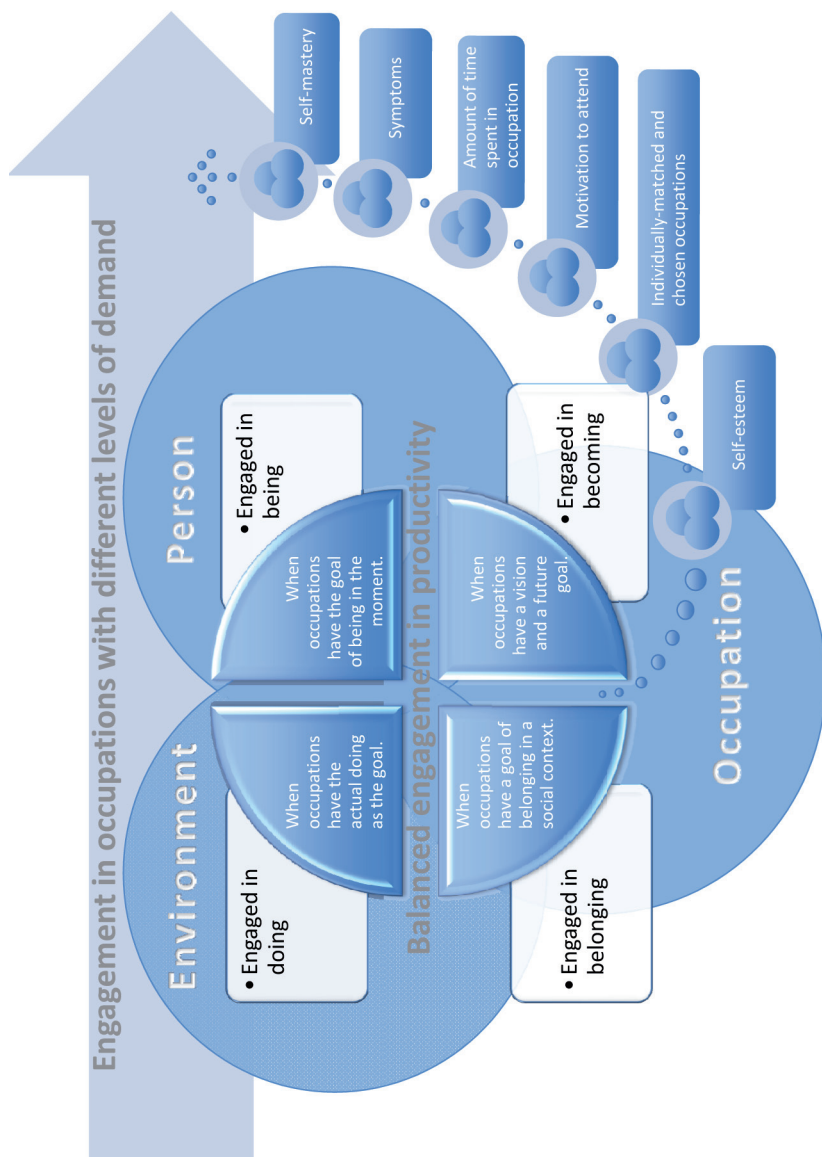 Engagement in occupations with different levels of demand
Environment
Person
• Engaged in
doing
• Engaged in
being
When
occupations
have the
actual doing
as the goal.
When
occupations
have the goal
of being in the
moment.
Balanced engagement in productivity
When
occupations
have a goal of
belonging in a
social context.
When
occupations
have a vision
and a future
goal.
• Engaged in
belonging
• Engaged in
becoming
Occupation
Self-esteem
Individually-matched and
chosen occupations
Motivation to attend
Amount of time
spent in
occupation
Symptoms
Self-mastery